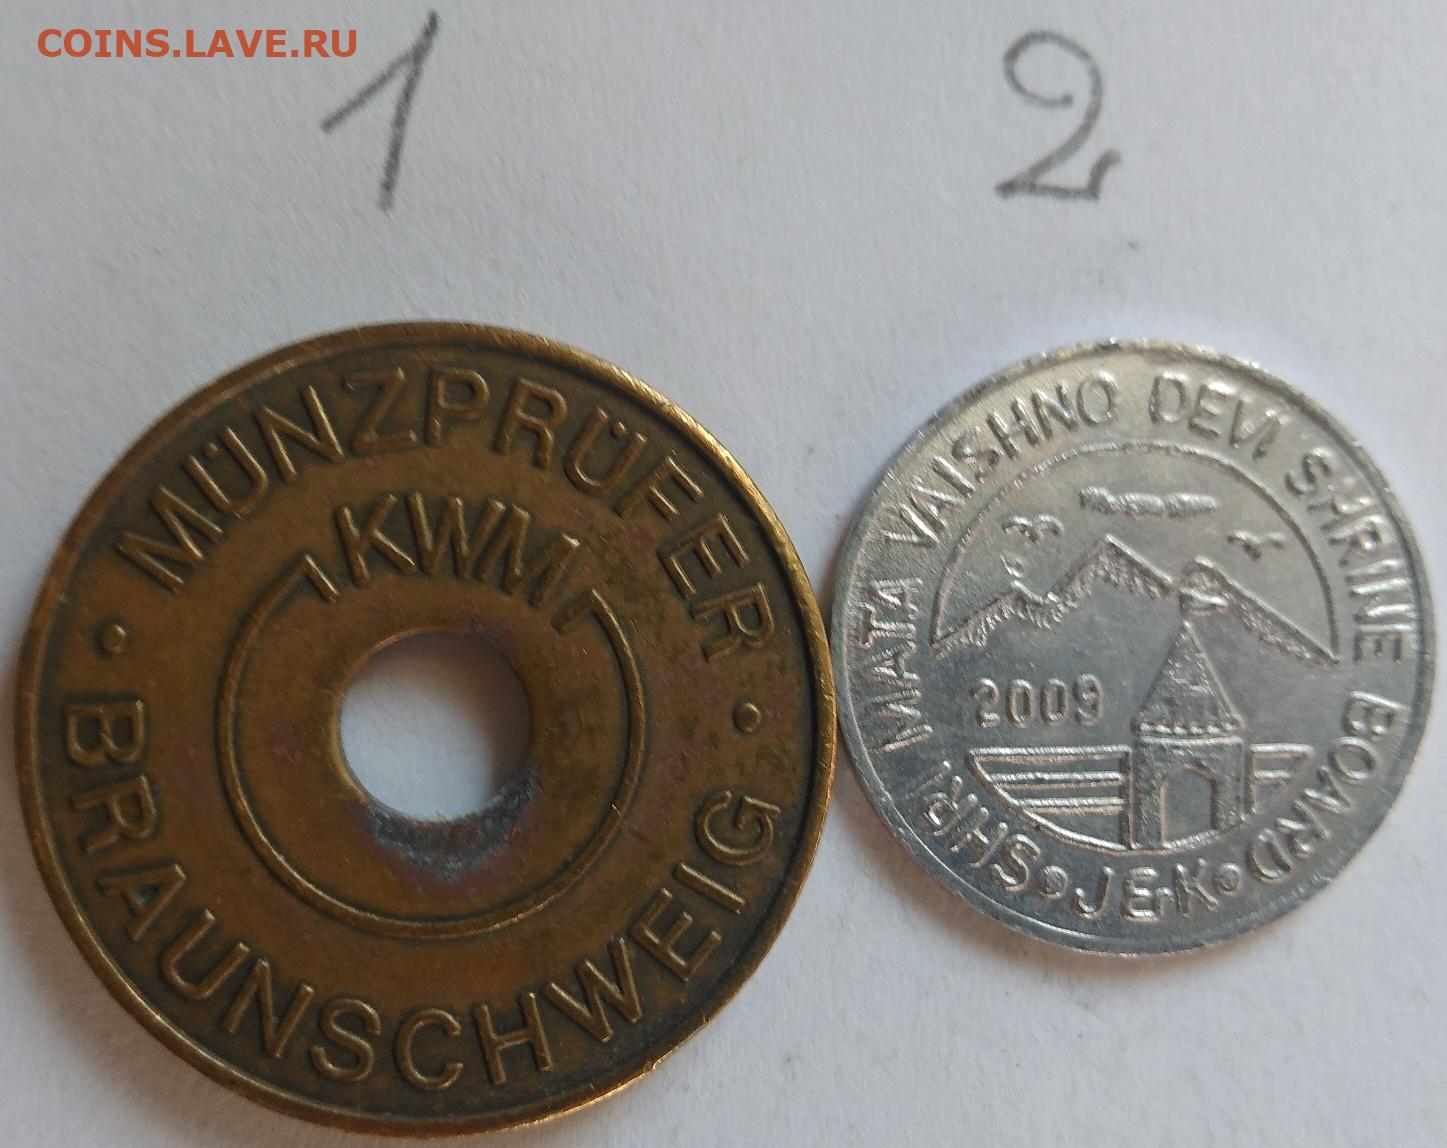 COINS.LAVE.RU
1
2
MÜNZPRÜFER
KWM
• BRAUNSCHWEIG •
SHRI MATA VAISHNO DEVI SHRINE BOARD
2009
• J&K •